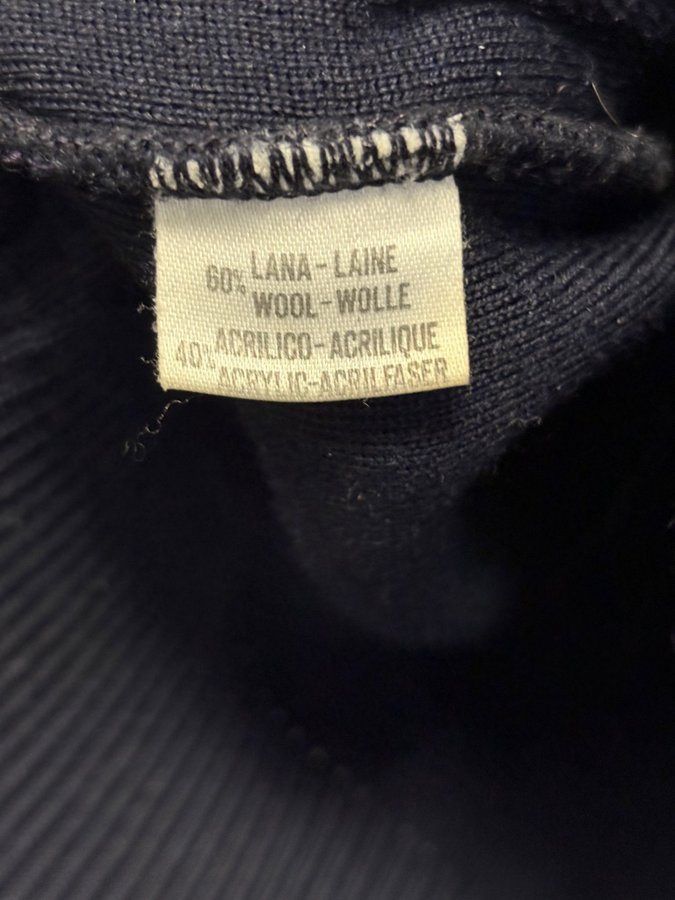 60% LANA-LAINE
WOOL-WOLLE
40% ACRILICO-ACRILIQUE
ACRYLIC-ACRILFASER